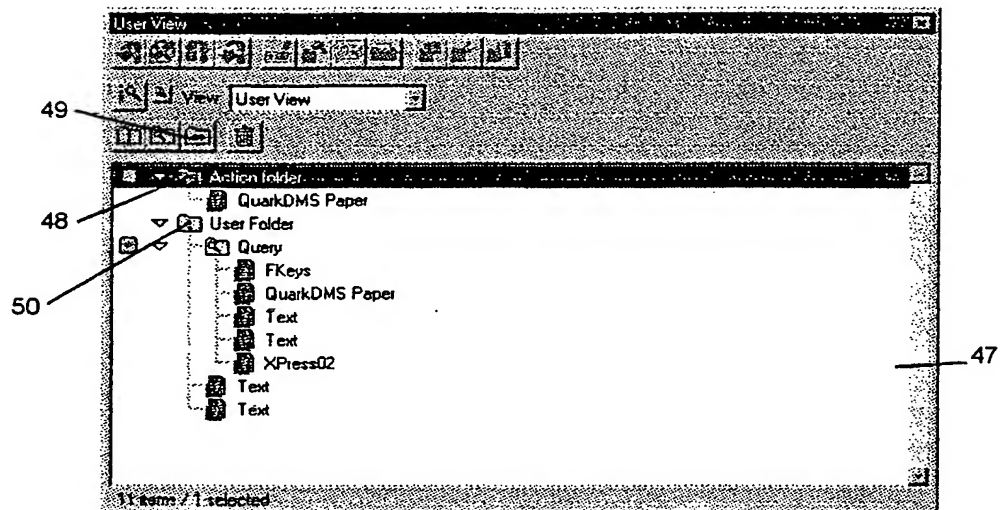 User View
View: User View
49
Action folder
48
QuarkDMS Paper
User Folder
Query
FKeys
50
QuarkDMS Paper
Text
Text
XPress02
47
Text
Text
11 items / 1 selected